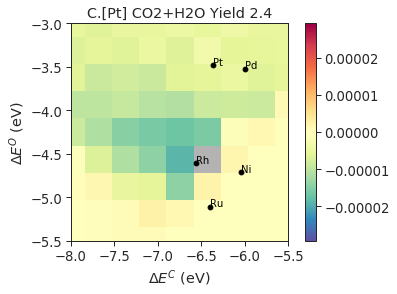 C.[Pt] CO2+H2O Yield 2.4
−3.0
−3.5
−4.0
−4.5
−5.0
−5.5
ΔE^O (eV)
Pt
Pd
Rh
Ni
Ru
−8.0 −7.5 −7.0 −6.5 −6.0 −5.5
ΔE^C (eV)
0.00002
0.00001
0.00000
−0.00001
−0.00002